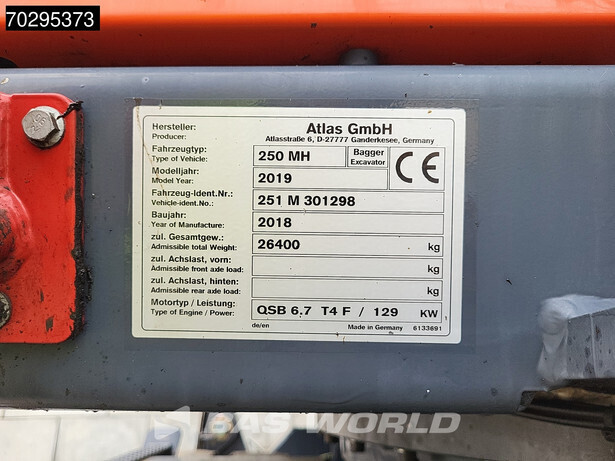 70295373
Hersteller: Atlas GmbH
Producer: Atlasstraße 6, D-27777 Ganderkesee, Germany
Fahrzeugtyp: 250 MH Bagger
Type of Vehicle: Excavator CE
Modelljahr: 2019
Model Year:
Fahrzeug-Ident.Nr.: 251 M 301298
Vehicle-ident.No.:
Baujahr: 2018
Year of Manufacture:
zul. Gesamtgew.: 26400 kg
Admissible total Weight:
zul. Achslast, vorn: kg
Admissible front axle load:
zul. Achslast, hinten: kg
Admissible rear axle load:
Motortyp / Leistung: QSB 6.7 T4 F / 129 KW
Type of Engine / Power:
de/en Made in Germany 6133691
BAS WORLD